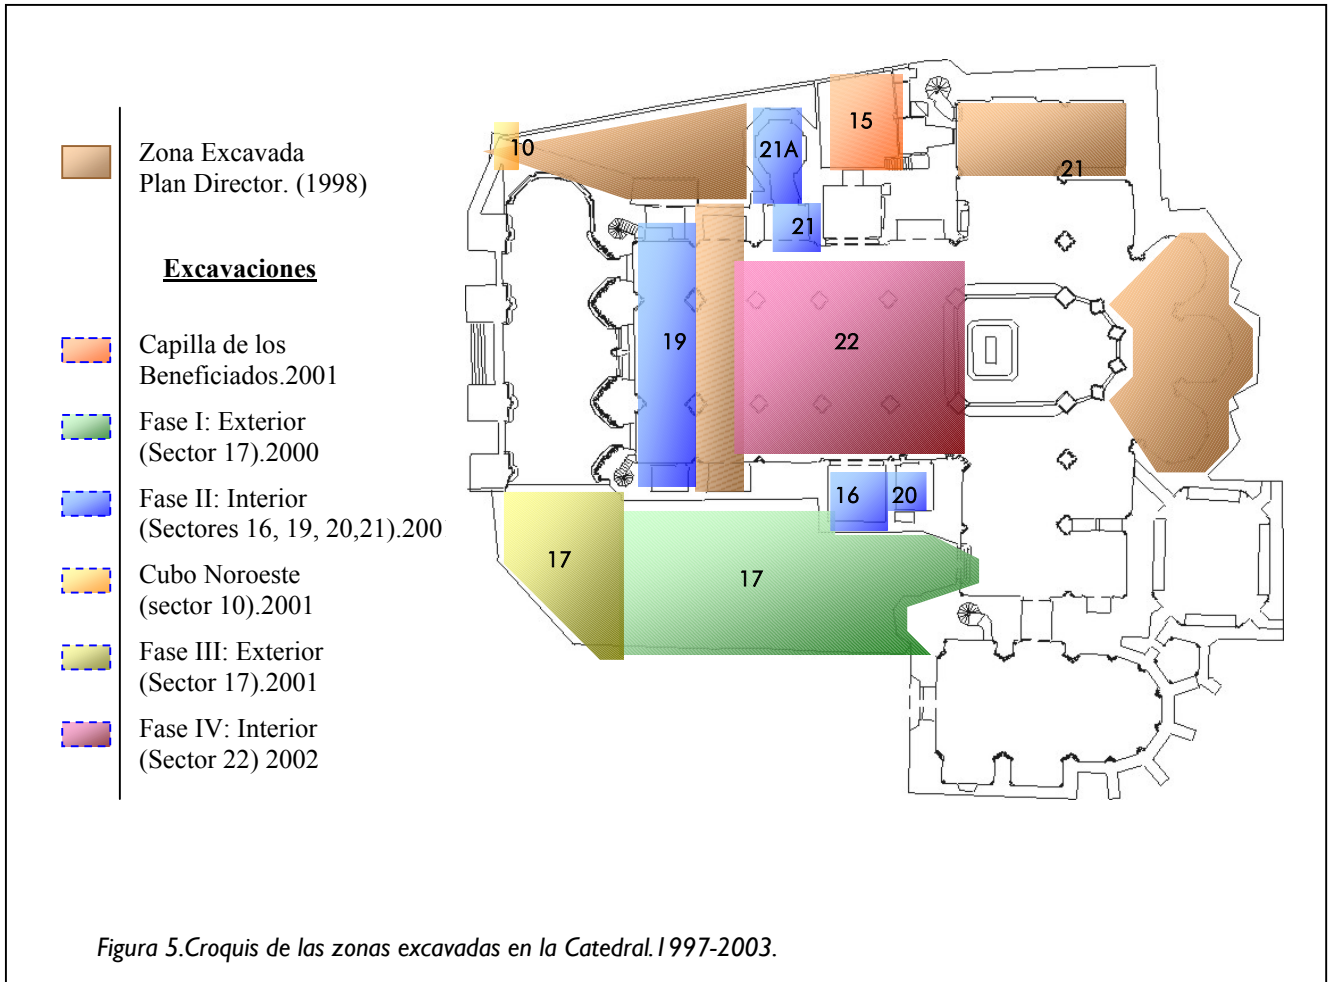 Zona Excavada
Plan Director. (1998)
Excavaciones
Capilla de los
Beneficiados.2001
Fase I: Exterior
(Sector 17).2000
Fase II: Interior
(Sectores 16, 19, 20,21).200
Cubo Noroeste
(sector 10).2001
Fase III: Exterior
(Sector 17).2001
Fase IV: Interior
(Sector 22) 2002
10
21A
15
21
21
19
22
16
20
17
17
Figura 5.Croquis de las zonas excavadas en la Catedral.1997-2003.